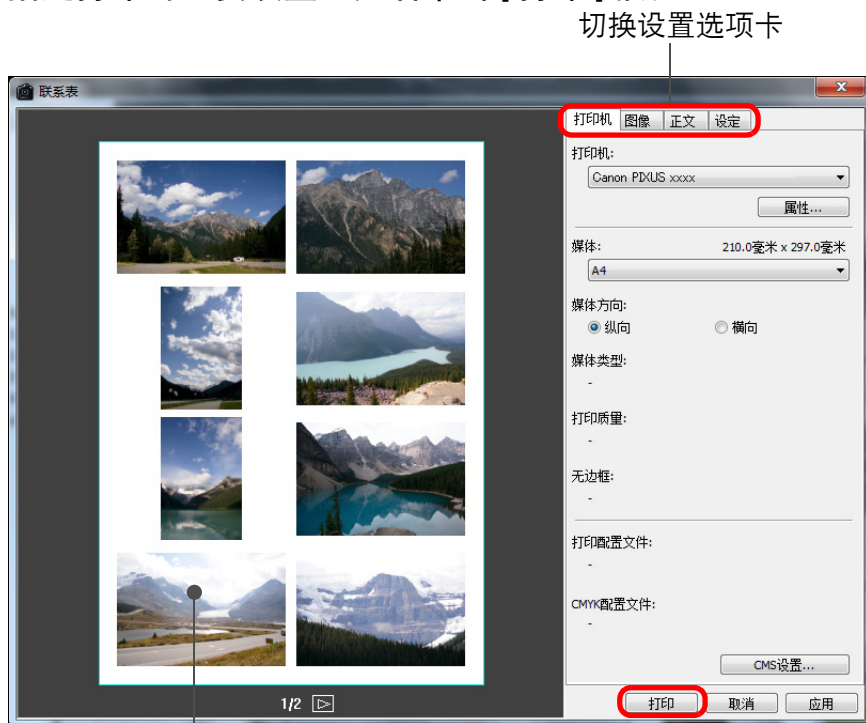 切换设置选项卡
联系表
打印机 图像 正文 设定
打印机:
Canon PIXUS xxxx
属性...
媒体: 210.0毫米 x 297.0毫米
A4
媒体方向:
纵向 横向
媒体类型:
-
打印质量:
-
无边框:
-
打印配置文件:
-
CMYK配置文件:
-
CMS设置...
1/2
打印 取消 应用